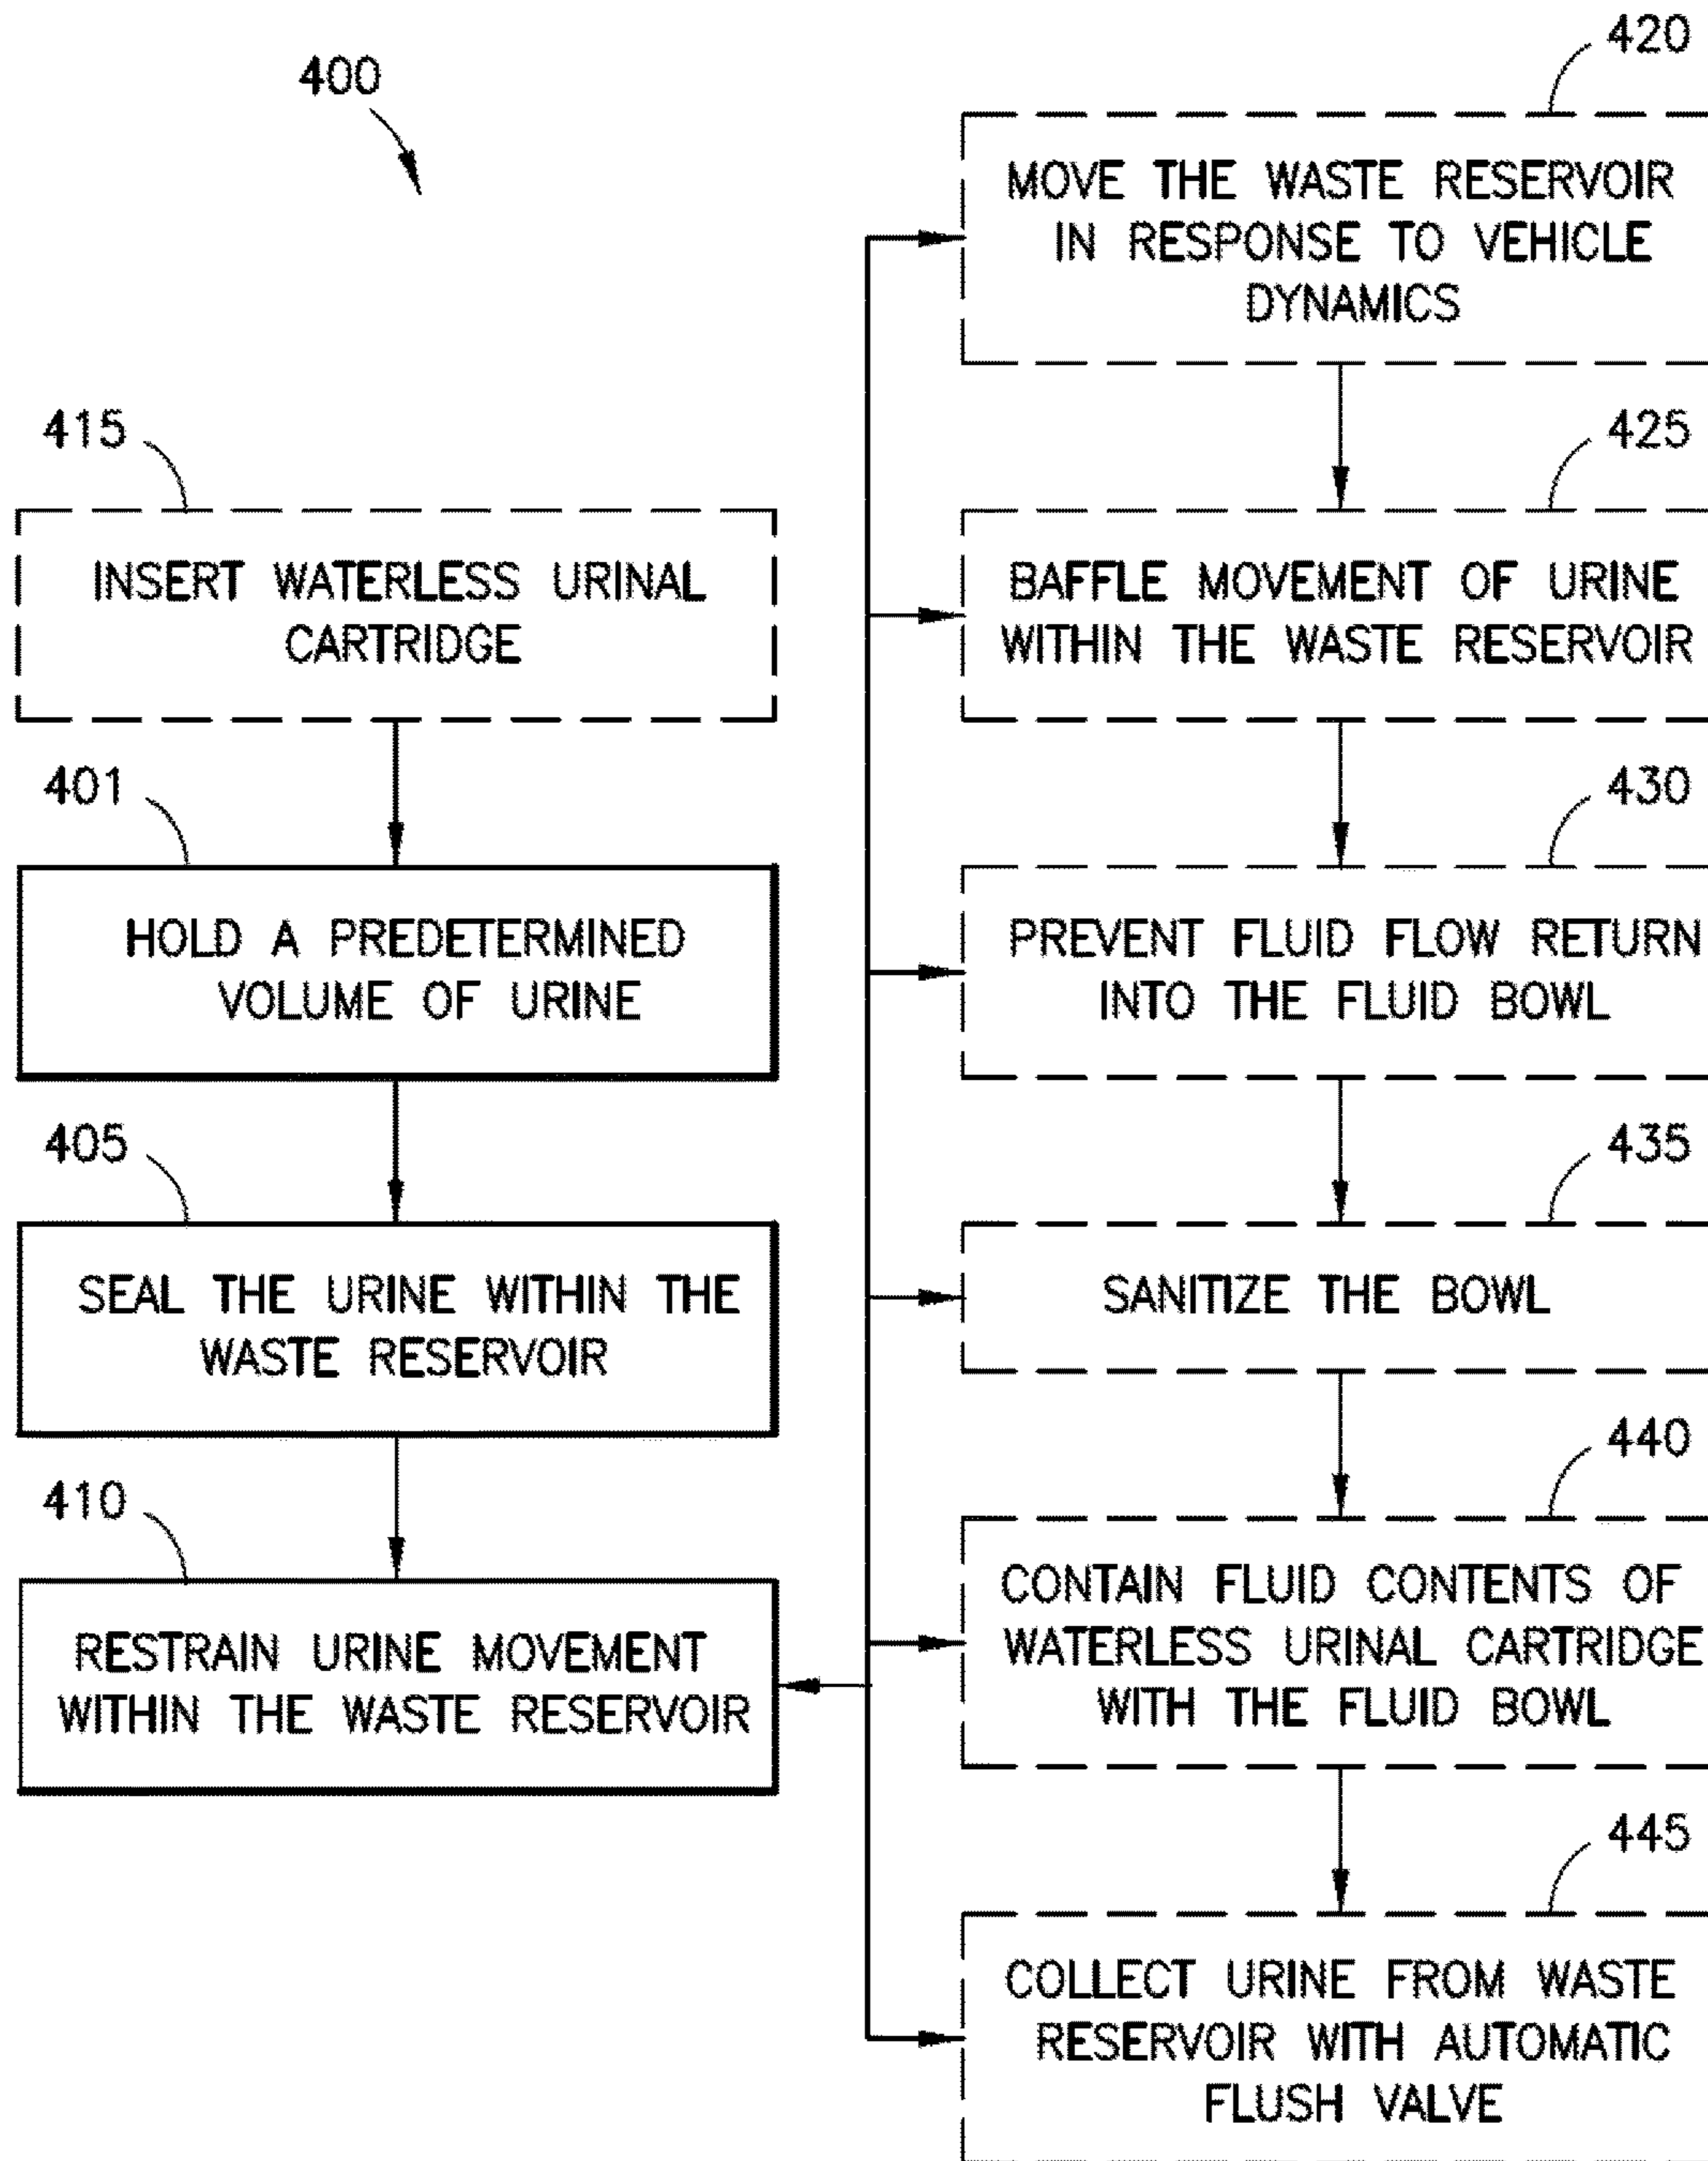 400
415
INSERT WATERLESS URINAL
CARTRIDGE
401
HOLD A PREDETERMINED
VOLUME OF URINE
405
SEAL THE URINE WITHIN THE
WASTE RESERVOIR
410
RESTRAIN URINE MOVEMENT
WITHIN THE WASTE RESERVOIR
420
MOVE THE WASTE RESERVOIR
IN RESPONSE TO VEHICLE
DYNAMICS
425
BAFFLE MOVEMENT OF URINE
WITHIN THE WASTE RESERVOIR
430
PREVENT FLUID FLOW RETURN
INTO THE FLUID BOWL
435
SANITIZE THE BOWL
440
CONTAIN FLUID CONTENTS OF
WATERLESS URINAL CARTRIDGE
WITH THE FLUID BOWL
445
COLLECT URINE FROM WASTE
RESERVOIR WITH AUTOMATIC
FLUSH VALVE